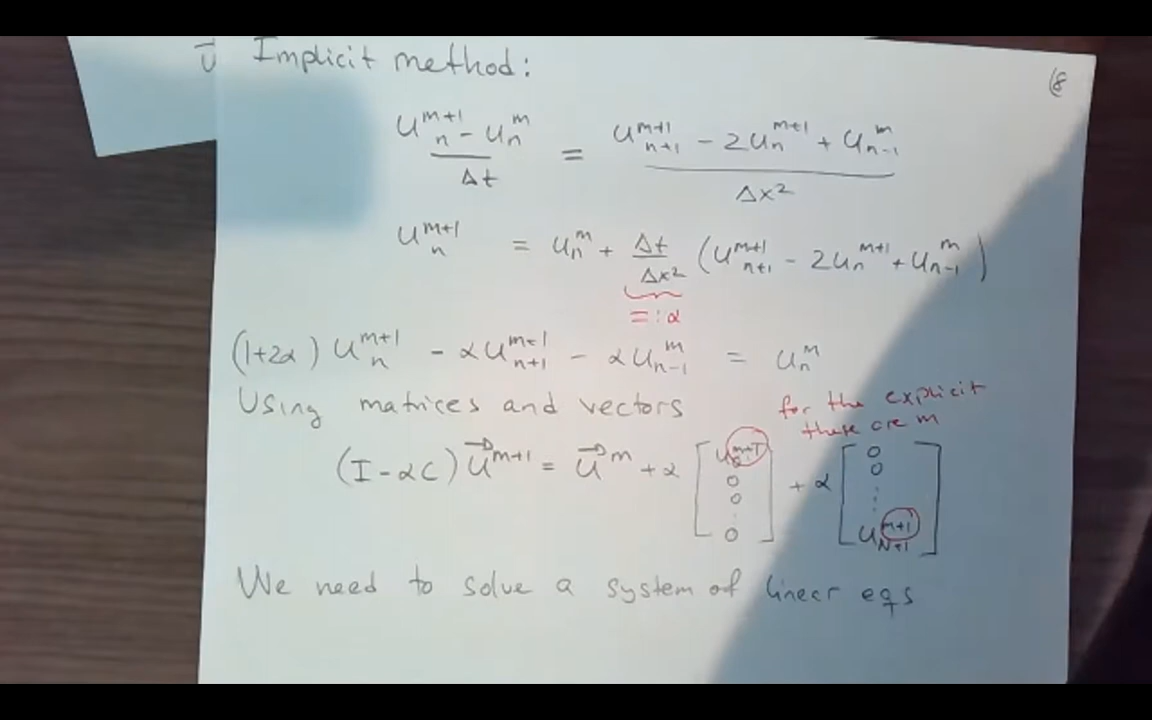 Implicit method: (8
u_n^{m+1} - u_n^m / Δt = u_{n+1}^{m+1} - 2u_n^{m+1} + u_{n-1}^m / Δx²
u_n^{m+1} = u_n^m + Δt/Δx² (u_{n+1}^{m+1} - 2u_n^{m+1} + u_{n-1}^m)
=: α
(1+2α) u_n^{m+1} - αu_{n+1}^{m+1} - αu_{n-1}^m = u_n^m
Using matrices and vectors
for the explicit
these are m
(I - αC) u⃗^{m+1} = u⃗^m + α [u_0^{m+1} 0 0 ⋮ 0] + α [0 0 ⋮ u_{N+1}^{m+1}]
We need to solve a system of linear eqs